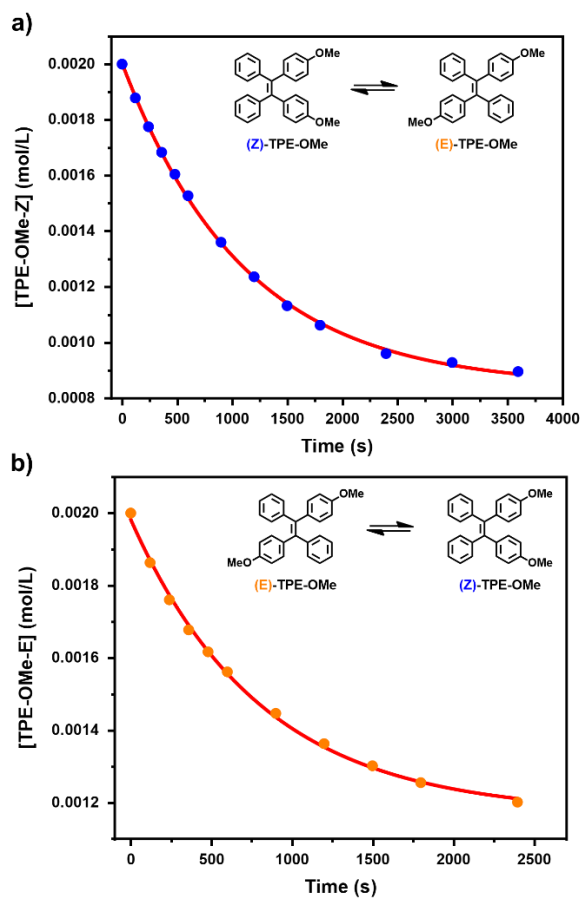 a)
[TPE-OMe-Z] (mol/L)
0.0020
0.0018
0.0016
0.0014
0.0012
0.0010
0.0008
OMe
OMe
(Z)-TPE-OMe
OMe
MeO
(E)-TPE-OMe
0 500 1000 1500 2000 2500 3000 3500 4000
Time (s)
b)
[TPE-OMe-E] (mol/L)
0.0020
0.0018
0.0016
0.0014
0.0012
OMe
MeO
(E)-TPE-OMe
OMe
OMe
(Z)-TPE-OMe
0 500 1000 1500 2000 2500
Time (s)